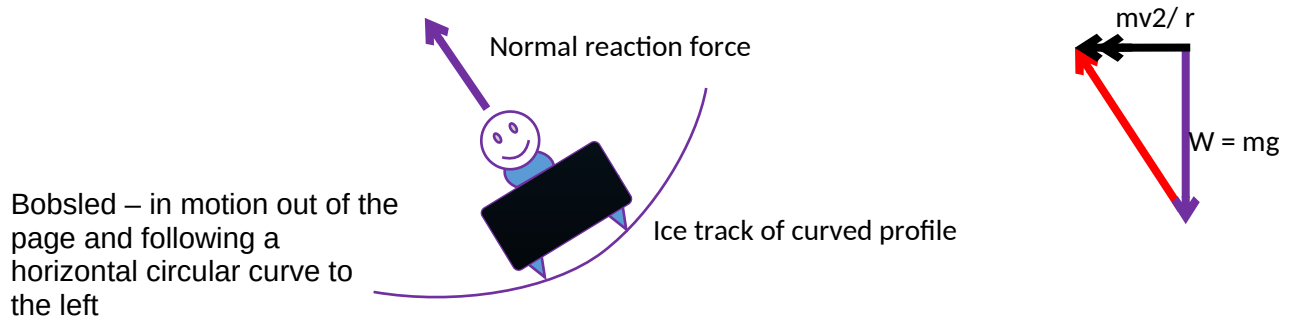 mv2/ r
Normal reaction force
W = mg
Bobsled – in motion out of the
page and following a
horizontal circular curve to
the left
Ice track of curved profile